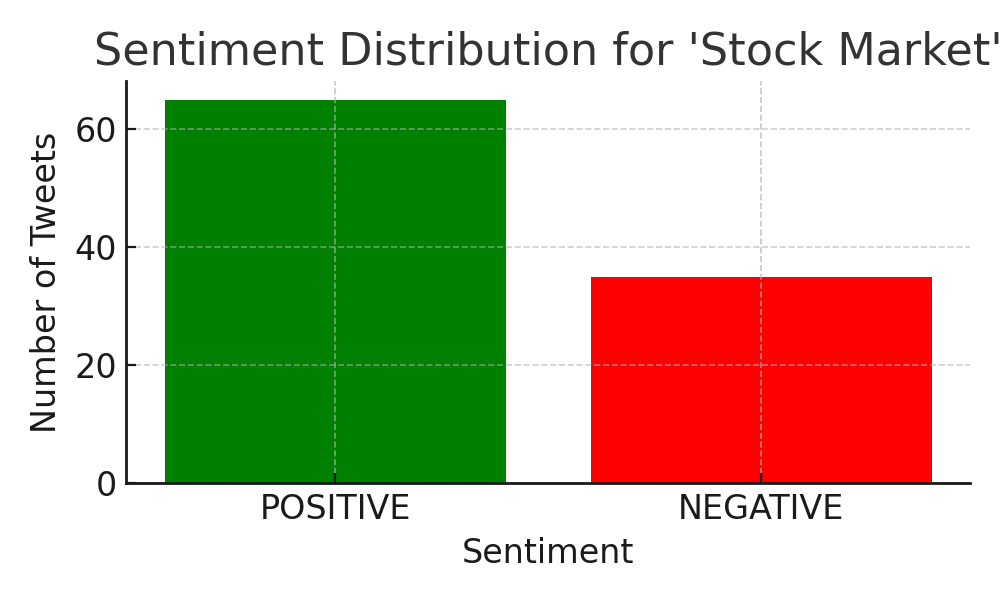 Sentiment Distribution for 'Stock Market'
Number of Tweets
60
40
20
0
POSITIVE
NEGATIVE
Sentiment